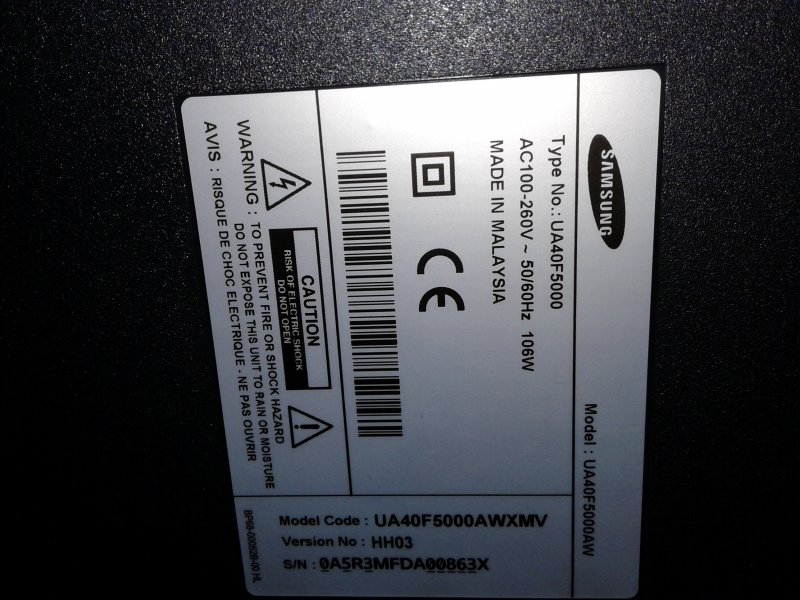 SAMSUNG
Model : UA40F5000AW
Type No.: UA40F5000
AC100-260V ~ 50/60Hz 106W
MADE IN MALAYSIA
CE
CAUTION
RISK OF ELECTRIC SHOCK
DO NOT OPEN
WARNING : TO PREVENT FIRE OR SHOCK HAZARD
DO NOT EXPOSE THIS UNIT TO RAIN OR MOISTURE
AVIS : RISQUE DE CHOC ELECTRIQUE - NE PAS OUVRIR
Model Code : UA40F5000AWXMV
Version No : HH03
S/N : 0A5R3MFDA00863X